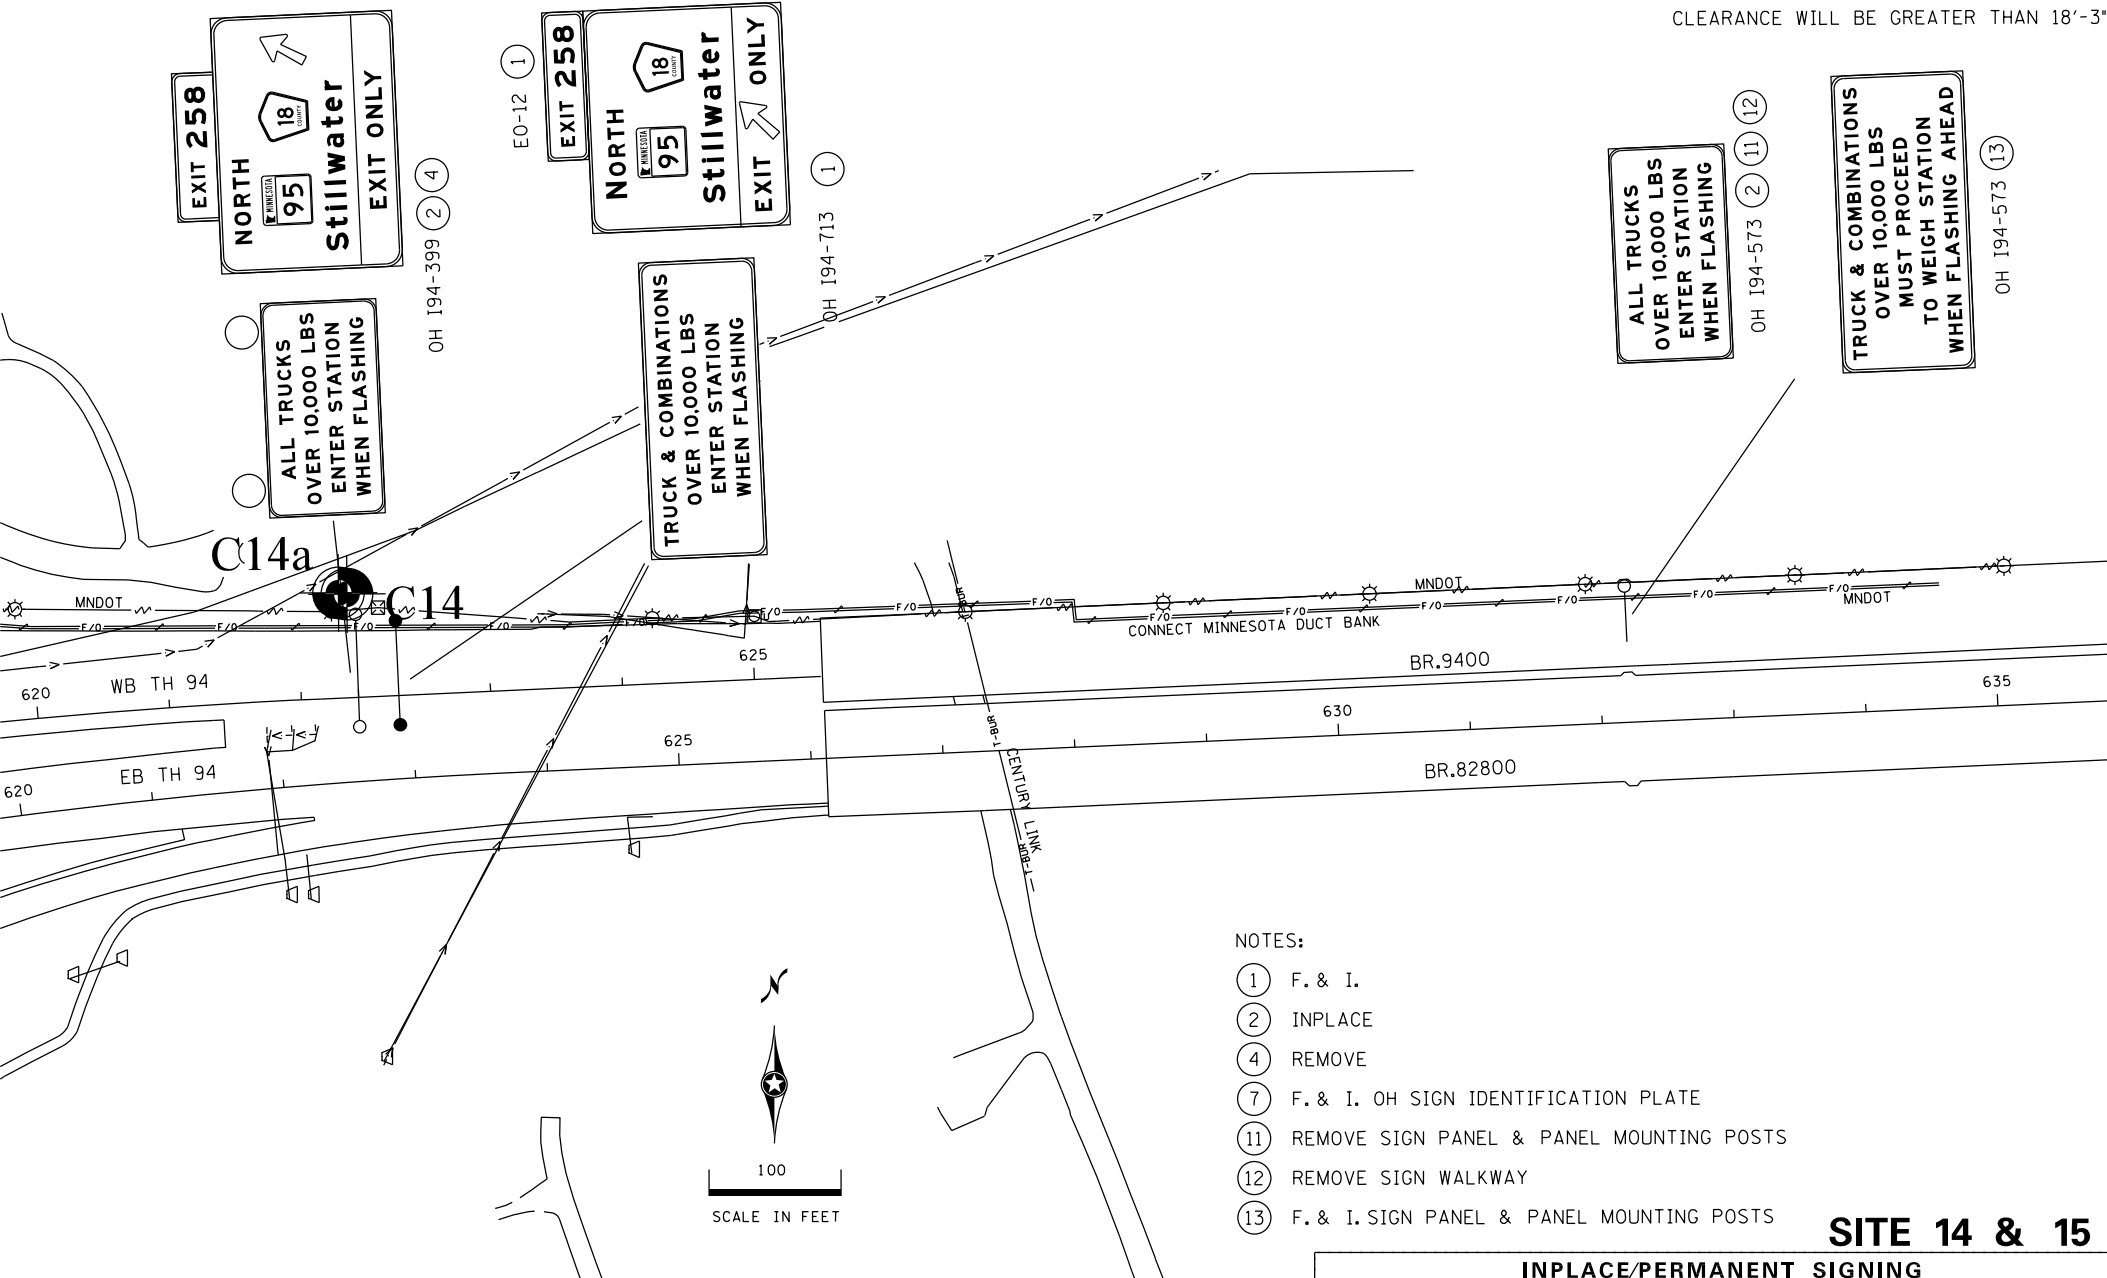 CLEARANCE WILL BE GREATER THAN 18'-3"
EXIT 258
NORTH
MINNESOTA
95
18
COUNTY
Stillwater
EXIT ONLY
OH I94-399 2 4
EO-12 1
EXIT 258
NORTH
MINNESOTA
95
18
COUNTY
Stillwater
EXIT ONLY
OH I94-713 1
ALL TRUCKS
OVER 10,000 LBS
ENTER STATION
WHEN FLASHING
TRUCK & COMBINATIONS
OVER 10,000 LBS
ENTER STATION
WHEN FLASHING
ALL TRUCKS
OVER 10,000 LBS
ENTER STATION
WHEN FLASHING
OH I94-573 2 11 12
TRUCK & COMBINATIONS
OVER 10,000 LBS
MUST PROCEED
TO WEIGH STATION
WHEN FLASHING AHEAD
OH I94-573 13
C14a
C14
MNDOT
F/O
F/O
F/O
F/O
F/O
F/O
F/O
F/O
F/O
F/O
F/O
F/O
F/O
F/O
MNDOT
MNDOT
CONNECT MINNESOTA DUCT BANK
620
WB TH 94
625
BR.9400
635
620
EB TH 94
625
630
BR.82800
T-BUR
T-BUR
CENTURY LINK
T-BUR
NOTES:
1 F. & I.
2 INPLACE
4 REMOVE
7 F. & I. OH SIGN IDENTIFICATION PLATE
11 REMOVE SIGN PANEL & PANEL MOUNTING POSTS
12 REMOVE SIGN WALKWAY
13 F. & I. SIGN PANEL & PANEL MOUNTING POSTS
N
100
SCALE IN FEET
SITE 14 & 15
INPLACE/PERMANENT SIGNING